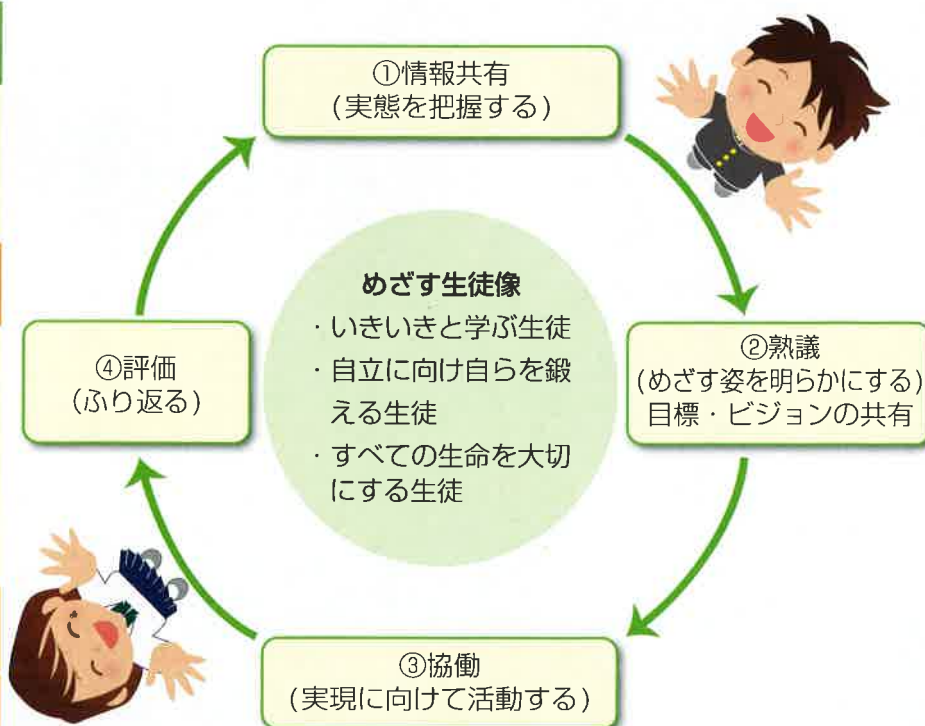 ①情報共有
(実態を把握する)
めざす生徒像
・いきいきと学ぶ生徒
・自立に向け自らを鍛
える生徒
・すべての生命を大切
にする生徒
②熟議
(めざす姿を明らかにする)
目標・ビジョンの共有
③協働
(実現に向けて活動する)
④評価
(ふり返る)